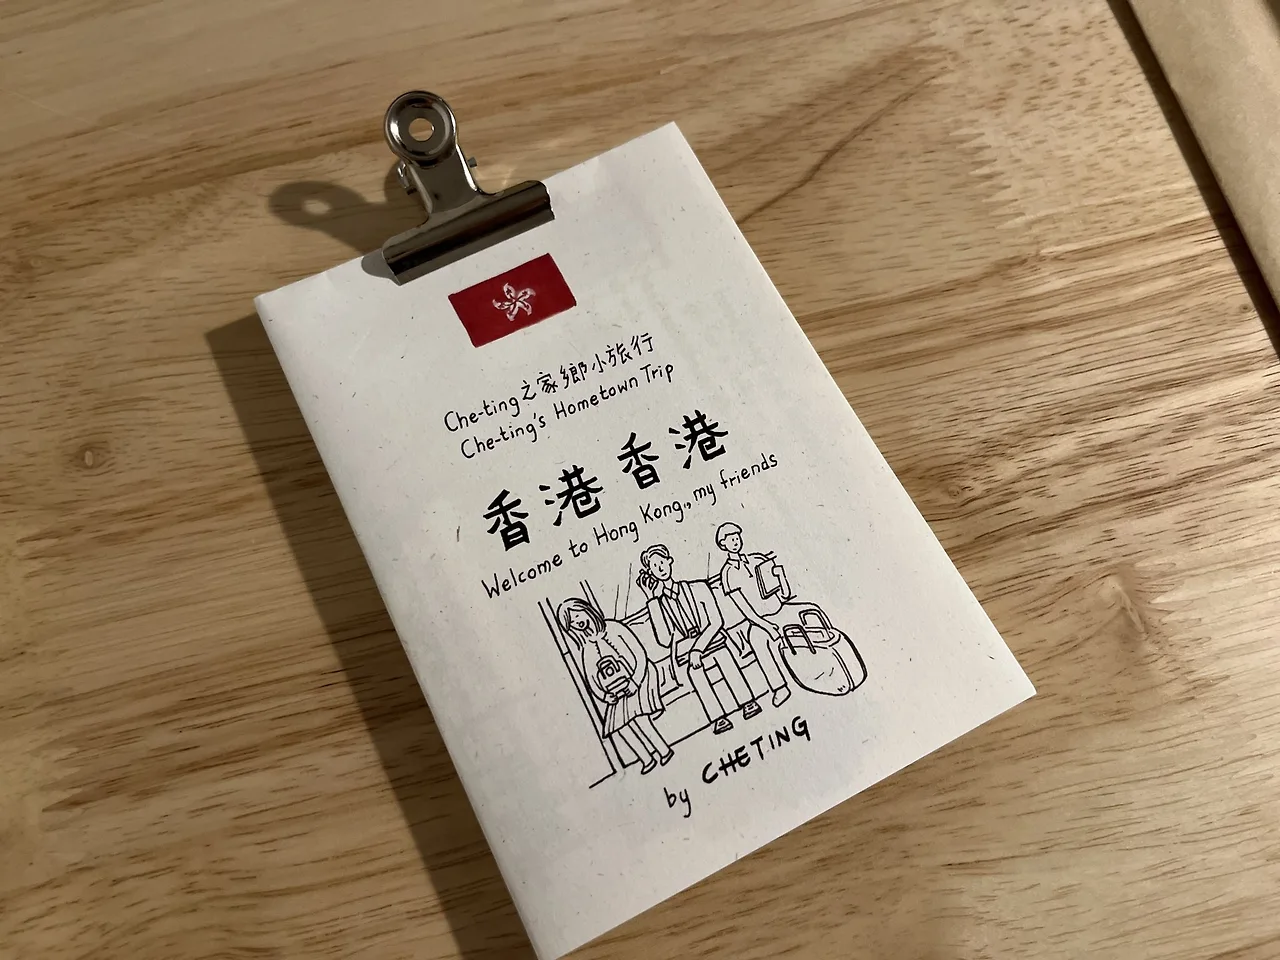 Che-ting之家鄉小旅行
Che-ting's Hometown Trip
香港香港
Welcome to Hong Kong,, my friends
by CHETING